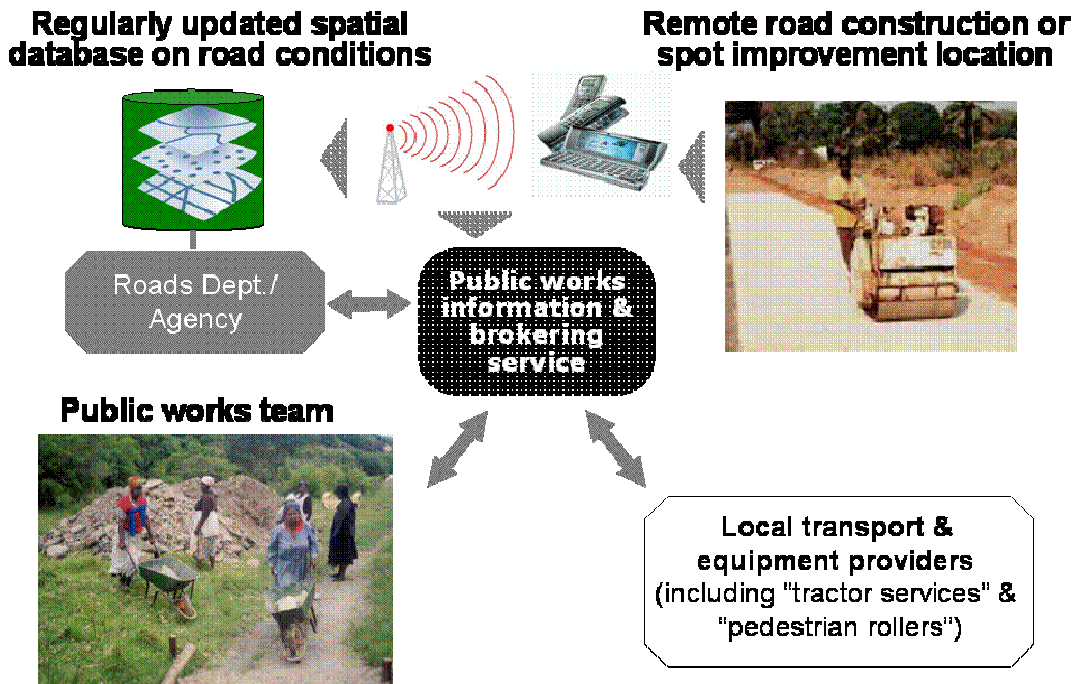 Regularly updated spatial
database on road conditions
Remote road construction or
spot improvement location
Roads Dept./
Agency
Public works
information &
brokering
service
Public works team
Local transport &
equipment providers
(including "tractor services" &
"pedestrian rollers")